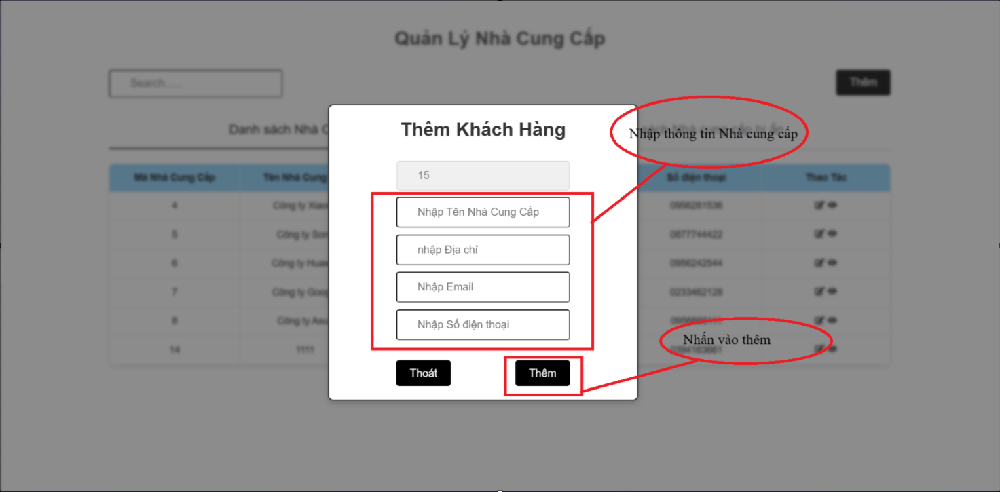 Quản Lý Nhà Cung Cấp
Search......
Thêm
Danh sách Nhà C
Thêm Khách Hàng
Nhập thông tin Nhà cung cấp
15
Mã Nhà Cung Cấp
Tên Nhà Cung
Số điện thoại
Thao Tác
4
Công ty Xiao
0956281536
Nhập Tên Nhà Cung Cấp
5
Công ty Son
0877744422
nhập Địa chỉ
6
Công ty Huaw
0956242544
Nhập Email
7
Công ty Goog
0233462128
8
Công ty Asu
Nhập Số điện thoại
Nhấn vào thêm
14
1111
0394163661
Thoát
Thêm